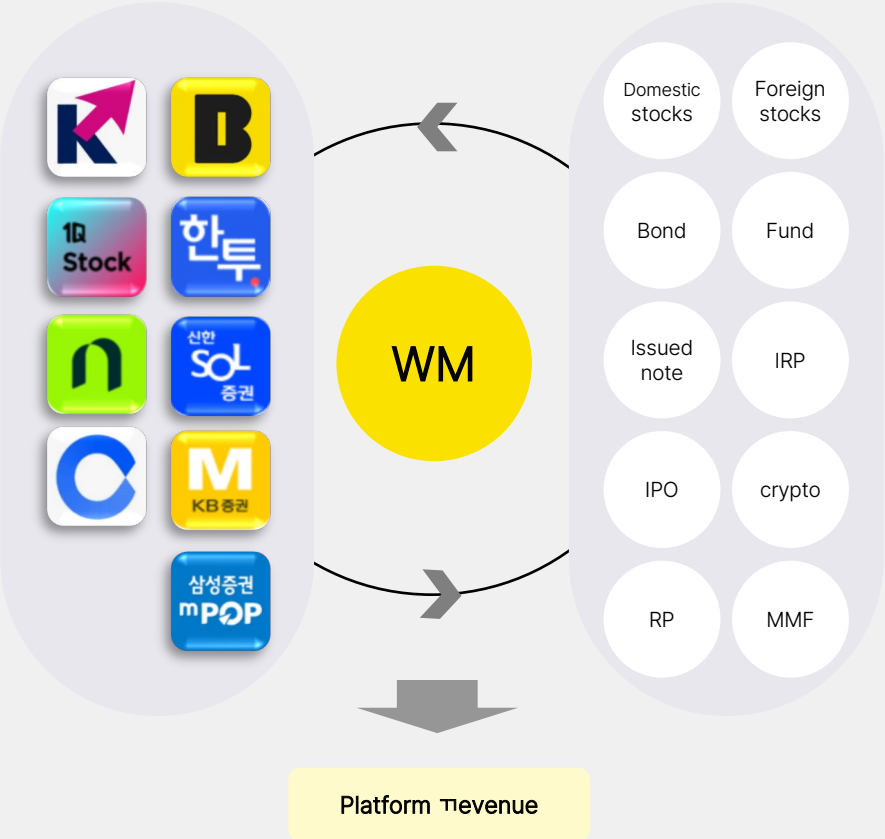 K
B
1Q
Stock
한투
n
신한
SOL
증권
C
M
KB증권
삼성증권
mPOP
WM
Domestic
stocks
Foreign
stocks
Bond
Fund
Issued
note
IRP
IPO
crypto
RP
MMF
Platform ㄲevenue